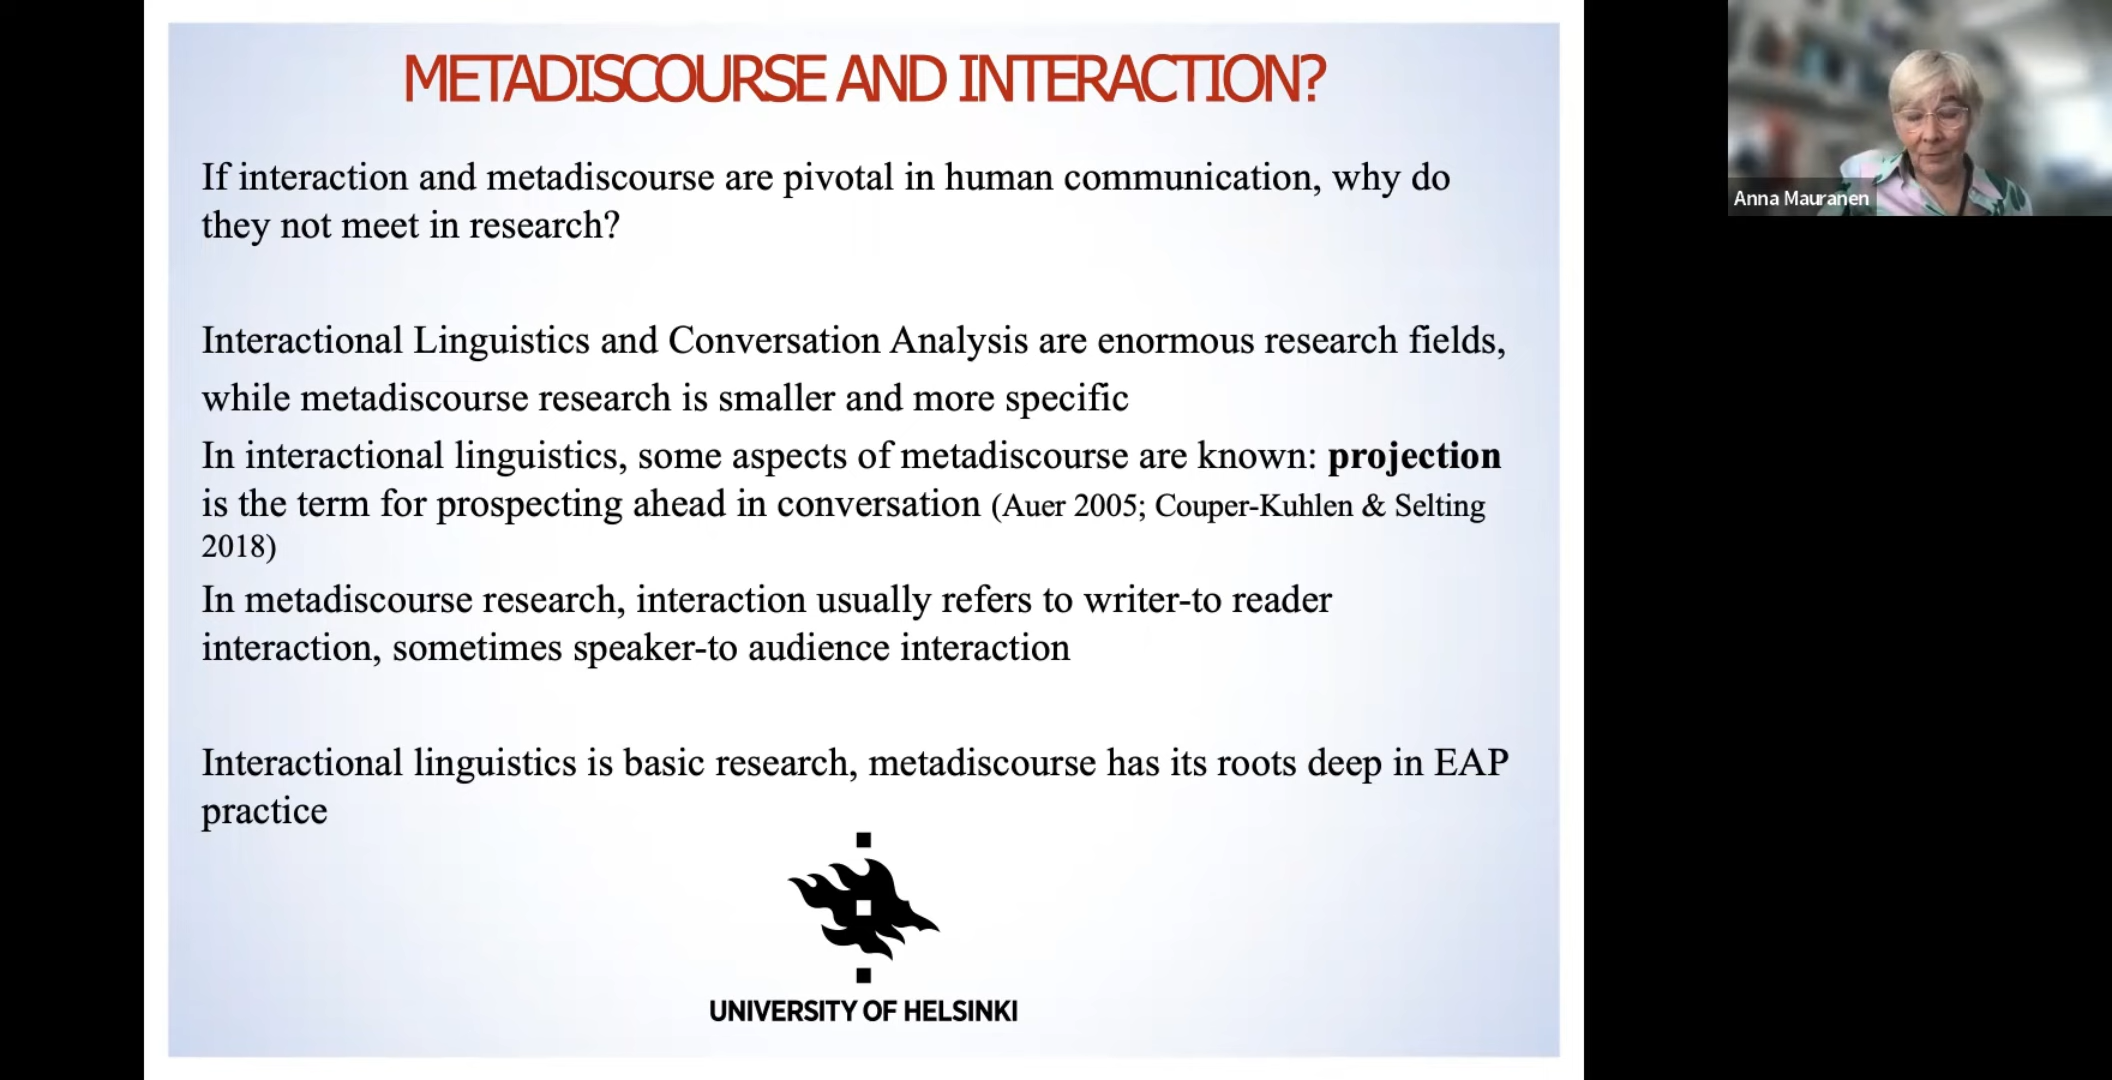 METADISCOURSE AND INTERACTION?
If interaction and metadiscourse are pivotal in human communication, why do
they not meet in research?
Interactional Linguistics and Conversation Analysis are enormous research fields,
while metadiscourse research is smaller and more specific
In interactional linguistics, some aspects of metadiscourse are known: projection
is the term for prospecting ahead in conversation (Auer 2005; Couper-Kuhlen & Selting
2018)
In metadiscourse research, interaction usually refers to writer-to reader
interaction, sometimes speaker-to audience interaction
Interactional linguistics is basic research, metadiscourse has its roots deep in EAP
practice
UNIVERSITY OF HELSINKI
Anna Mauranen